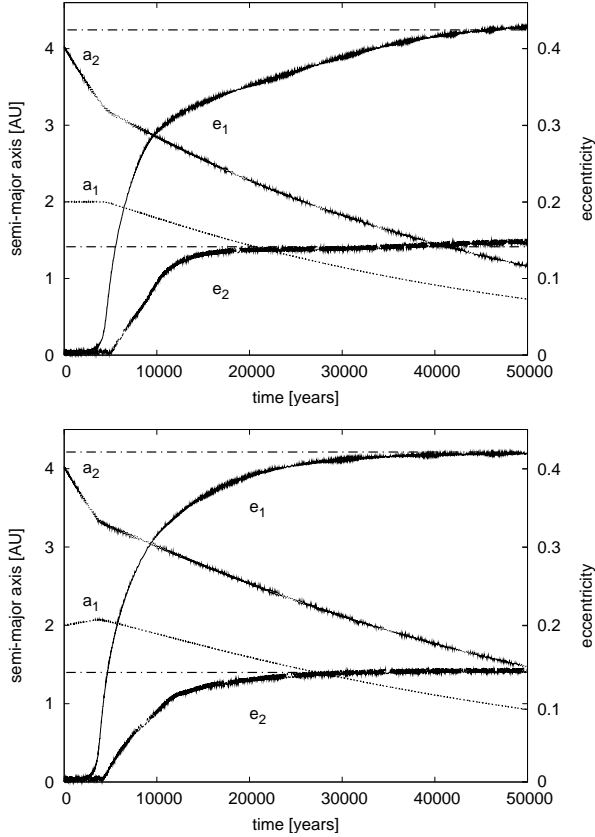 4
3
2
1
0
semi-major axis [AU]
a2
a1
e1
e2
0.4
0.3
0.2
0.1
0
eccentricity
0 10000 20000 30000 40000 50000
time [years]
4
3
2
1
0
semi-major axis [AU]
a2
a1
e1
e2
0.4
0.3
0.2
0.1
0
eccentricity
0 10000 20000 30000 40000 50000
time [years]